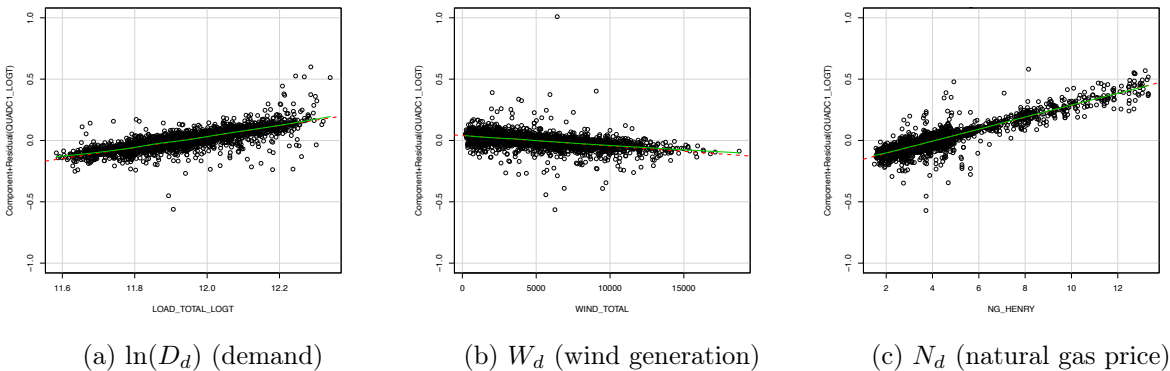 1.0
0.5
0.0
−0.5
−1.0
Component+Residual(QUADC1_LOGT)
11.6 11.8 12.0 12.2
LOAD_TOTAL_LOGT
(a) ln(D_d) (demand)
1.0
0.5
0.0
−0.5
−1.0
Component+Residual(QUADC1_LOGT)
0 5000 10000 15000
WIND_TOTAL
(b) W_d (wind generation)
1.0
0.5
0.0
−0.5
−1.0
Component+Residual(QUADC1_LOGT)
2 4 6 8 10 12
NG_HENRY
(c) N_d (natural gas price)